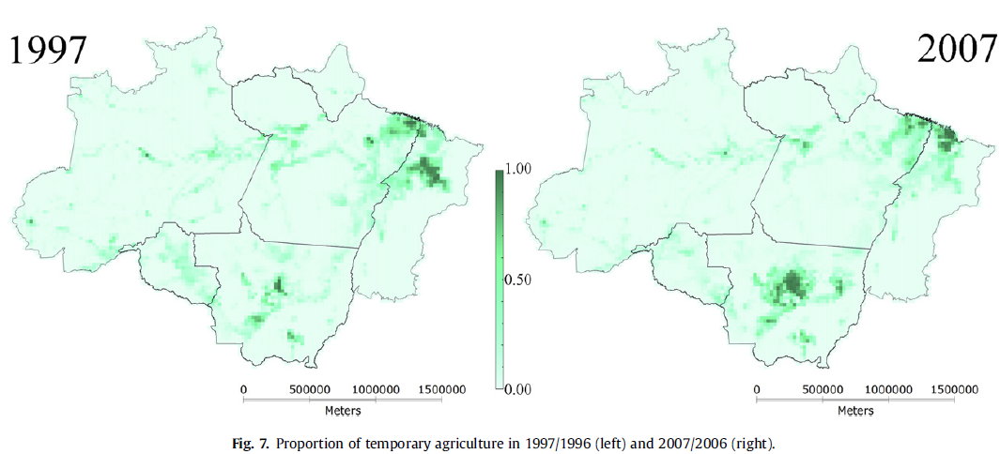 1997
2007
1.00
0.50
0.00
0 500000 1000000 1500000
Meters
0 500000 1000000 1500000
Meters
Fig. 7. Proportion of temporary agriculture in 1997/1996 (left) and 2007/2006 (right).